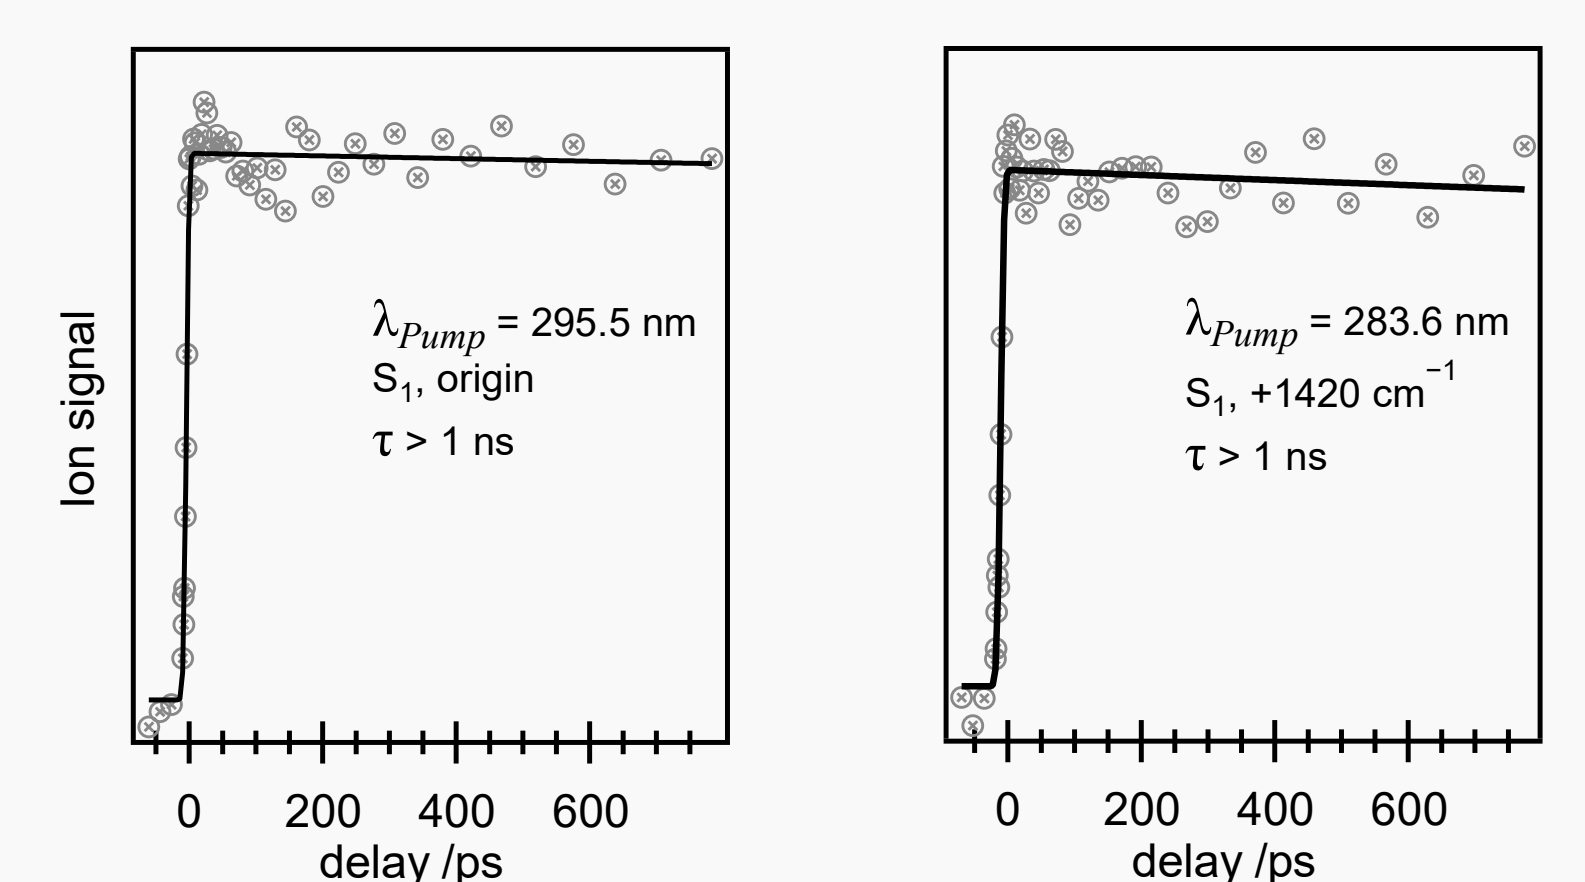 Ion signal
λPump = 295.5 nm
S1, origin
τ > 1 ns
0 200 400 600
delay /ps
λPump = 283.6 nm
S1, +1420 cm−1
τ > 1 ns
0 200 400 600
delay /ps